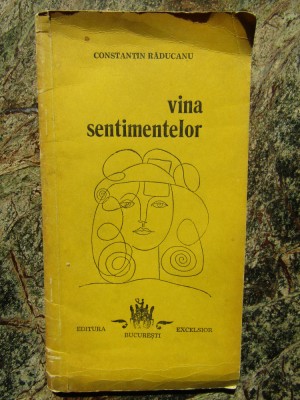 CONSTANTIN RĂDUCANU
vina
sentimentelor
EDITURA EXCELSIOR
BUCUREȘTI